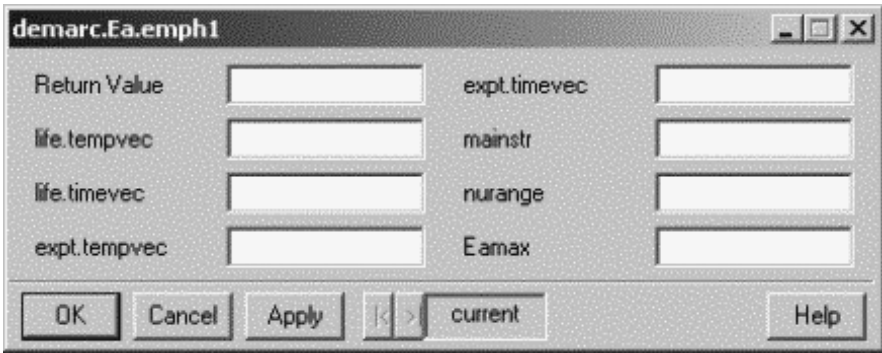 demarc.Ea.emph1
Return Value
expt.timevec
life.tempvec
mainstr
life.timevec
nurange
expt.tempvec
Eamax
OK Cancel Apply |< >| current Help